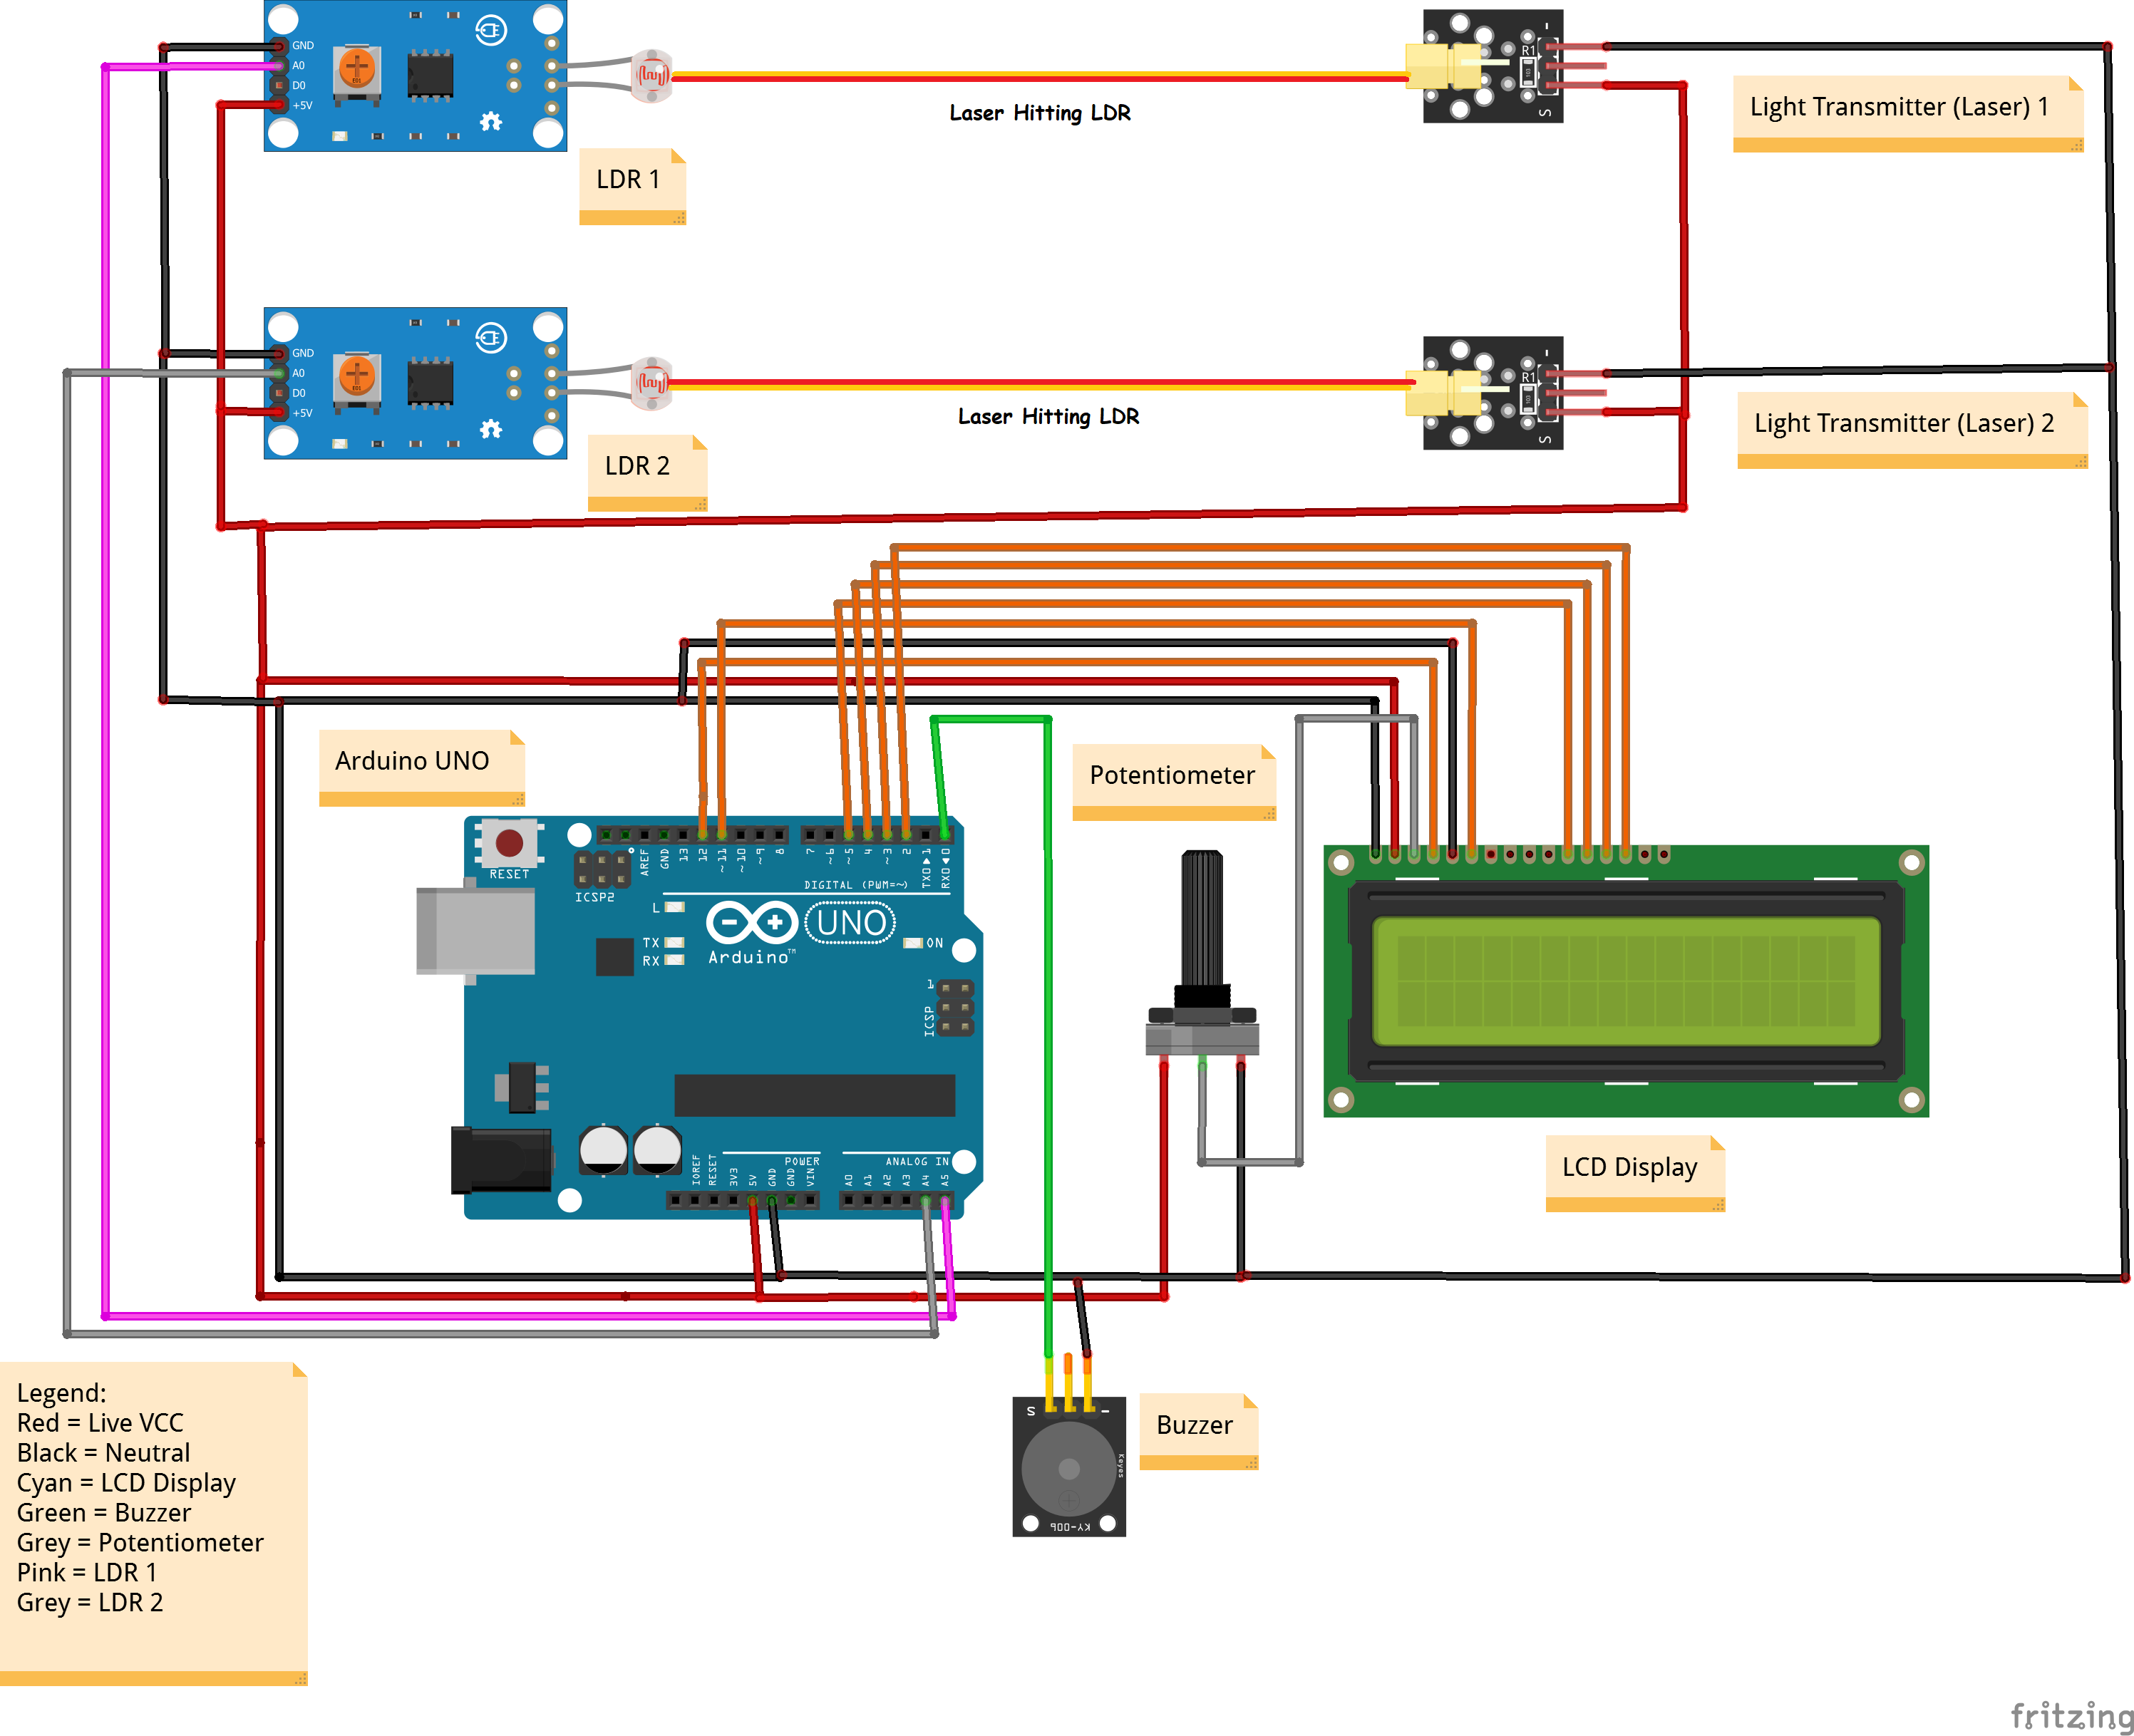 GND
A0
D0
+5V
LDR 1
Laser Hitting LDR
R1
-
S
Light Transmitter (Laser) 1
GND
A0
D0
+5V
LDR 2
Laser Hitting LDR
R1
-
S
Light Transmitter (Laser) 2
Arduino UNO
Potentiometer
RESET
ICSP2
AREF
GND
13
12
~11
~10
~9
8
7
~6
~5
4
~3
2
TX0 1
RX0 0
DIGITAL (PWM=~)
L
TX
RX
UNO
Arduino™
ON
1
ICSP
IOREF
RESET
3V3
5V
GND
GND
VIN
POWER
ANALOG IN
A0
A1
A2
A3
A4
A5
LCD Display
S
-
Keyes
KY-006
Buzzer
Legend:
Red = Live VCC
Black = Neutral
Cyan = LCD Display
Green = Buzzer
Grey = Potentiometer
Pink = LDR 1
Grey = LDR 2
fritzing